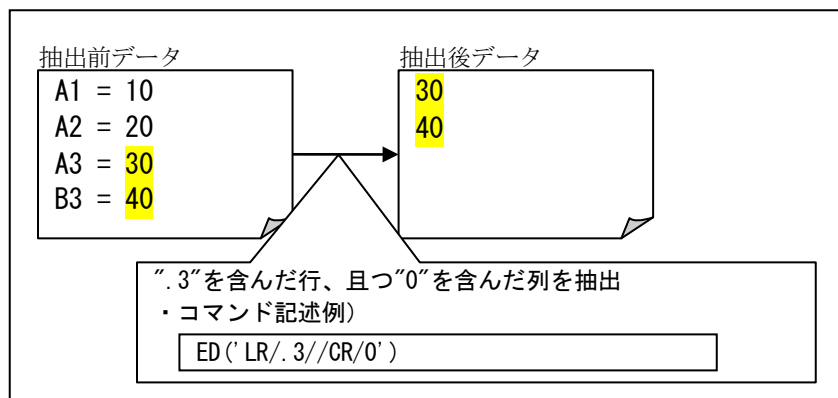 抽出前データ
A1 = 10
A2 = 20
A3 = 30
B3 = 40
抽出後データ
30
40
".3"を含んだ行、且つ"0"を含んだ列を抽出
・コマンド記述例)
ED('LR/.3//CR/0')